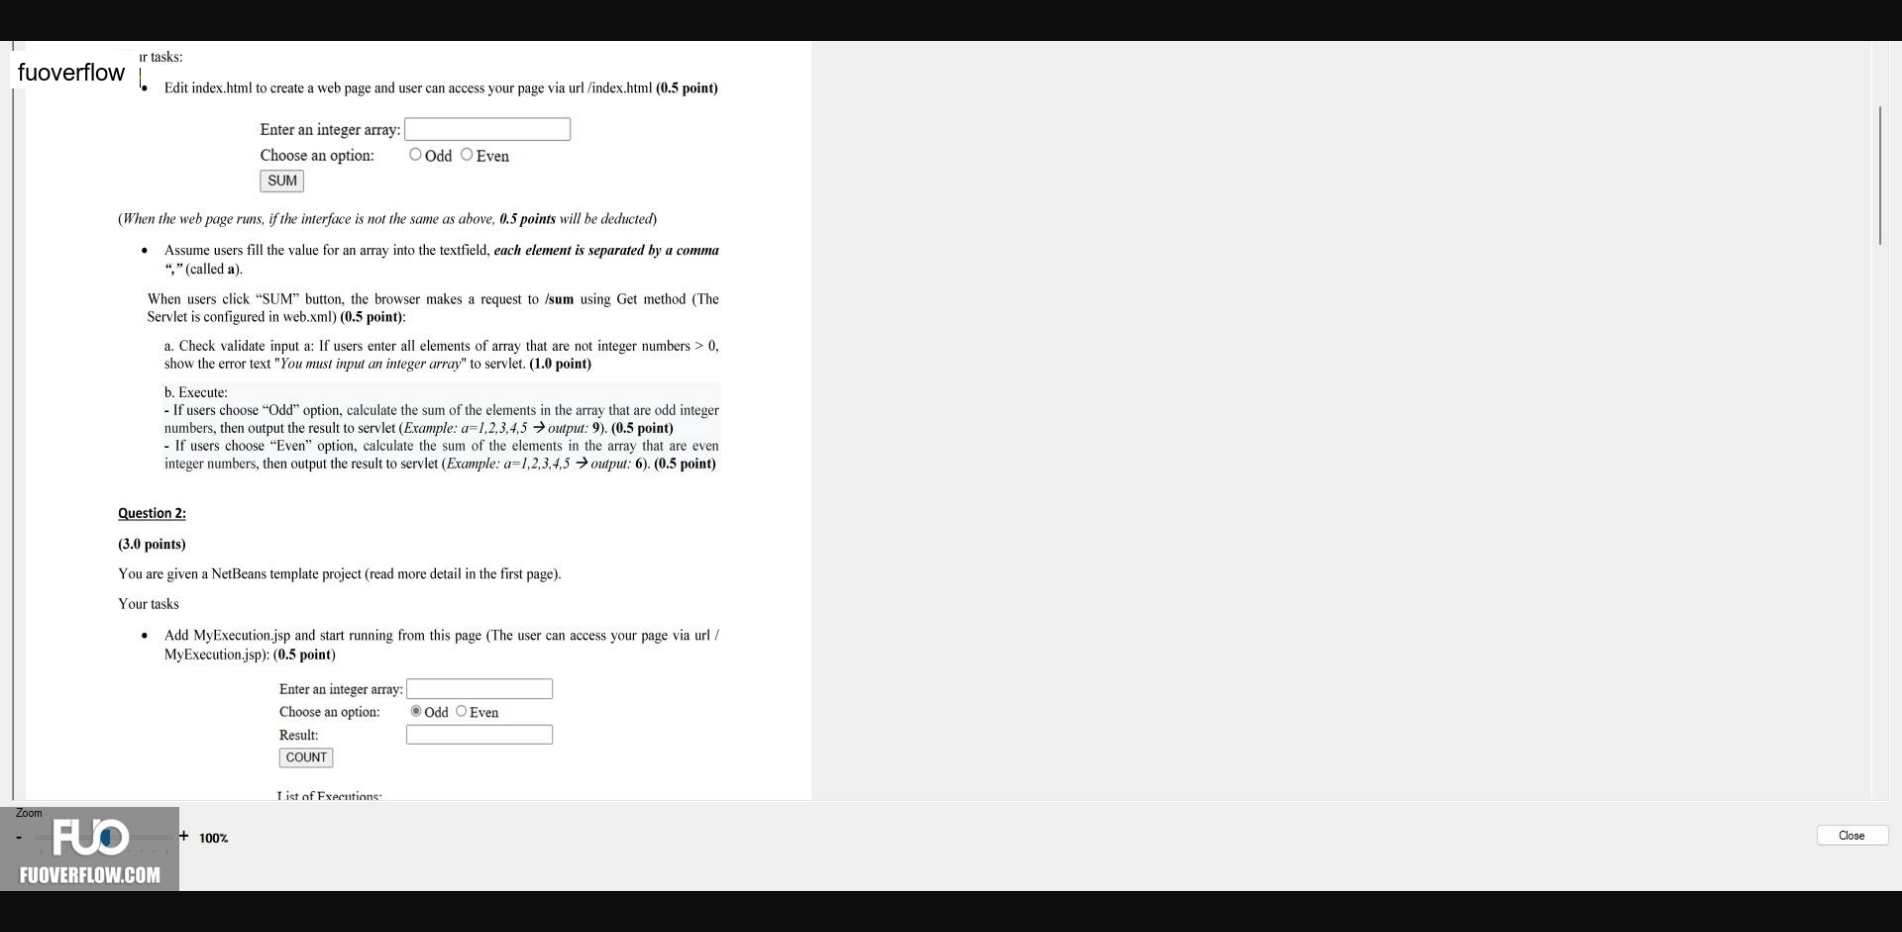 ir tasks:
fuoverflow
• Edit index.html to create a web page and user can access your page via url /index.html (0.5 point)
Enter an integer array:
Choose an option: Odd Even
SUM
(When the web page runs, if the interface is not the same as above, 0.5 points will be deducted)
• Assume users fill the value for an array into the textfield, each element is separated by a comma
“,” (called a).
When users click “SUM” button, the browser makes a request to /sum using Get method (The
Servlet is configured in web.xml) (0.5 point):
a. Check validate input a: If users enter all elements of array that are not integer numbers > 0,
show the error text "You must input an integer array" to servlet. (1.0 point)
b. Execute:
- If users choose “Odd” option, calculate the sum of the elements in the array that are odd integer
numbers, then output the result to servlet (Example: a=1,2,3,4,5 → output: 9). (0.5 point)
- If users choose “Even” option, calculate the sum of the elements in the array that are even
integer numbers, then output the result to servlet (Example: a=1,2,3,4,5 → output: 6). (0.5 point)
Question 2:
(3.0 points)
You are given a NetBeans template project (read more detail in the first page).
Your tasks
• Add MyExecution.jsp and start running from this page (The user can access your page via url /
MyExecution.jsp): (0.5 point)
Enter an integer array:
Choose an option: Odd Even
Result:
COUNT
List of Executions:
Zoom
- + 100%
Close
FUO
FUOVERFLOW.COM